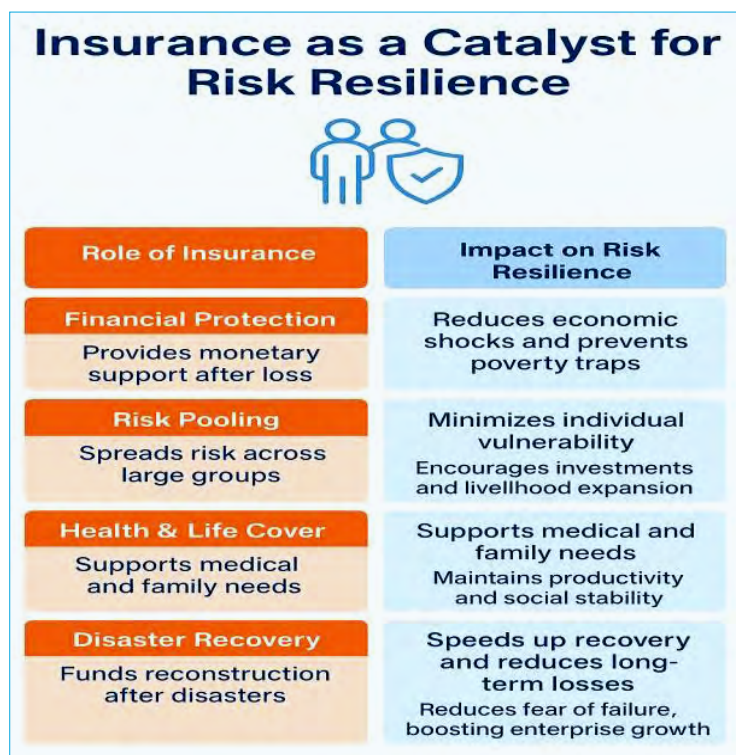 Insurance as a Catalyst for
Risk Resilience
Role of Insurance
Impact on Risk
Resilience
Financial Protection
Provides monetary
support after loss
Reduces economic
shocks and prevents
poverty traps
Risk Pooling
Spreads risk across
large groups
Minimizes individual
vulnerability
Encourages investments
and livellhood expansion
Health & Life Cover
Supports medical
and family needs
Supports medical and
family needs
Maintains productivity
and social stability
Disaster Recovery
Funds reconstruction
after disasters
Speeds up recovery
and reduces long-
term losses
Reduces fear of failure,
boosting enterprise growth